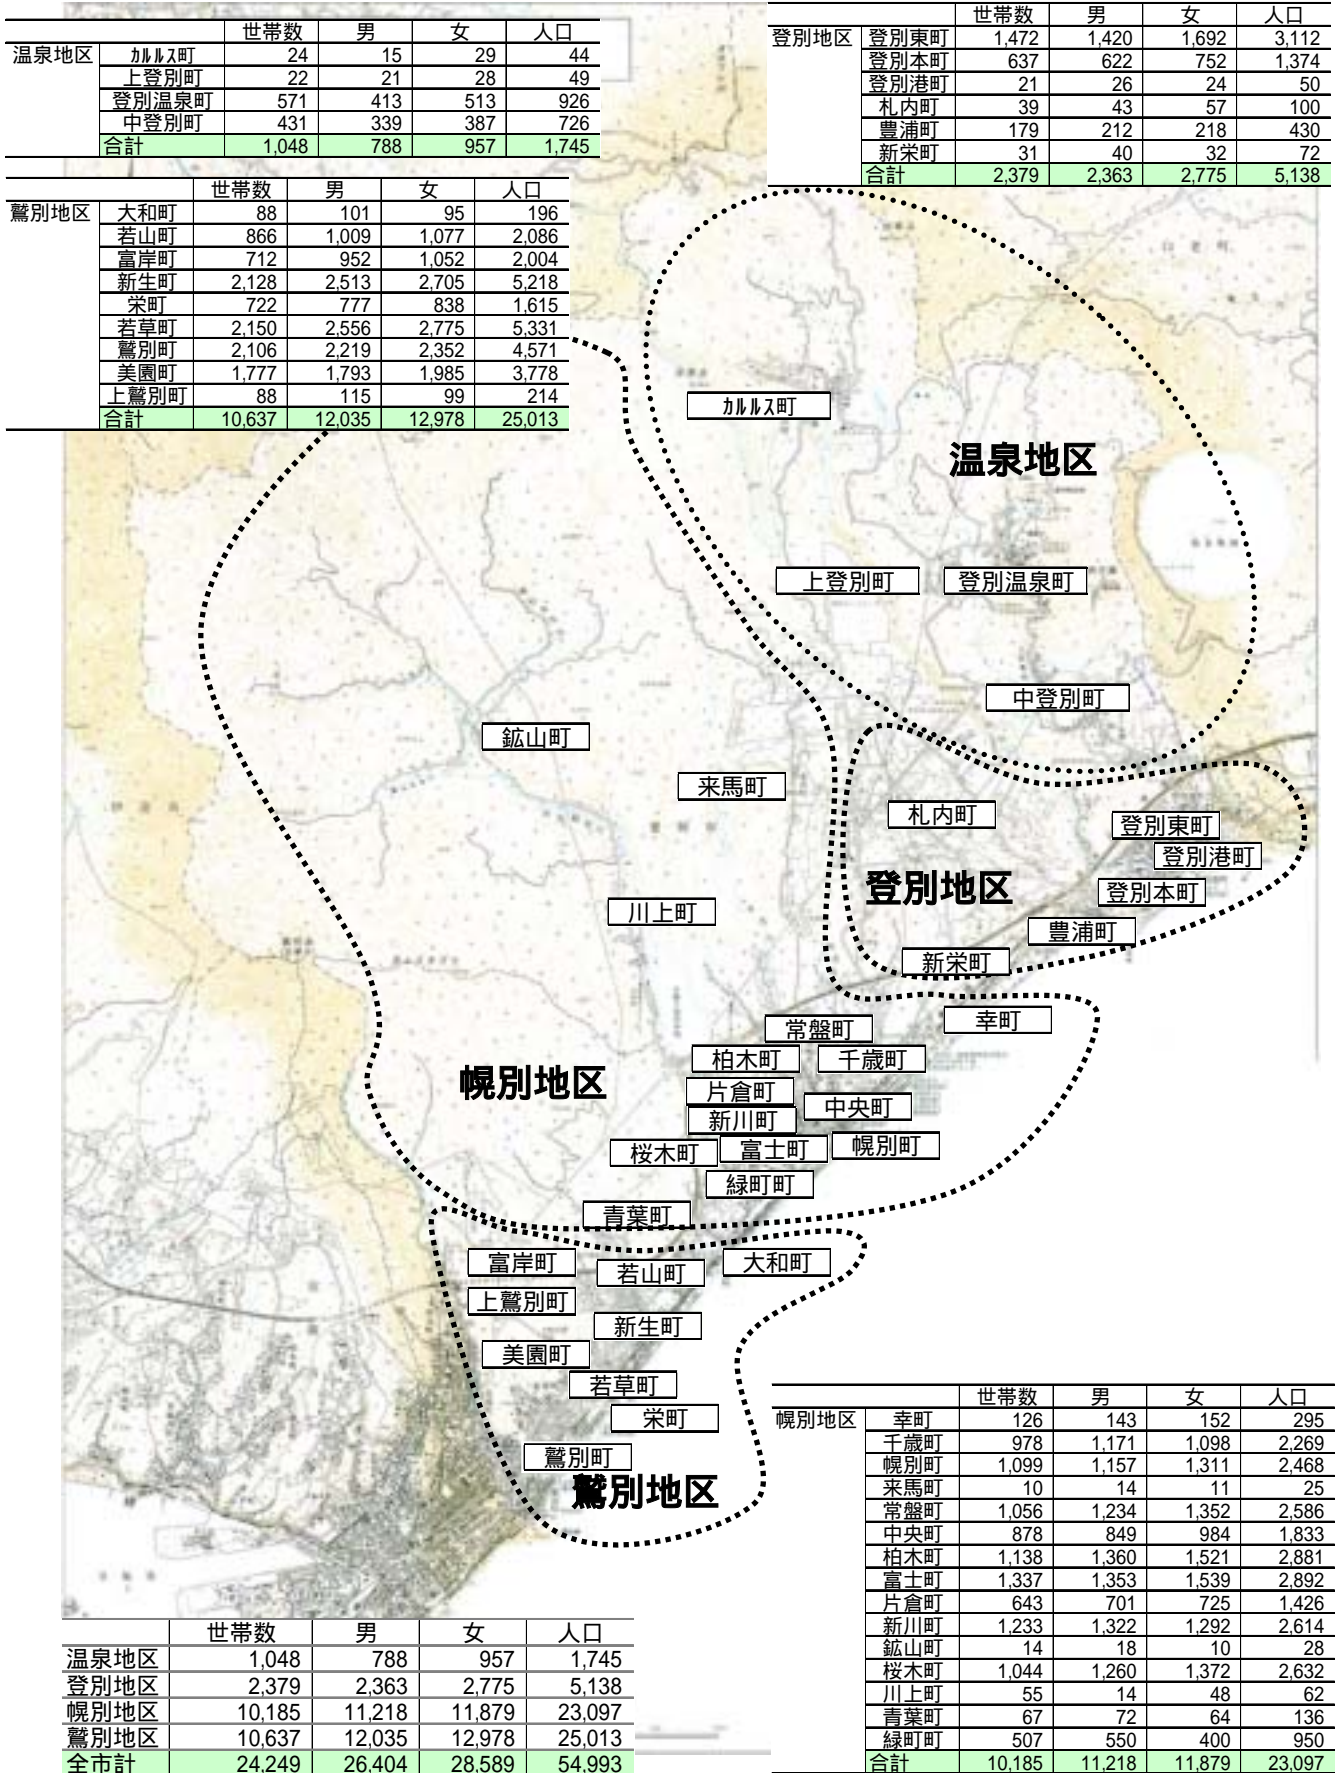 世帯数 男 女 人口
温泉地区 ｶﾙﾙｽ町 24 15 29 44
上登別町 22 21 28 49
登別温泉町 571 413 513 926
中登別町 431 339 387 726
合計 1,048 788 957 1,745
世帯数 男 女 人口
登別地区 登別東町 1,472 1,420 1,692 3,112
登別本町 637 622 752 1,374
登別港町 21 26 24 50
札内町 39 43 57 100
豊浦町 179 212 218 430
新栄町 31 40 32 72
合計 2,379 2,363 2,775 5,138
世帯数 男 女 人口
鷲別地区 大和町 88 101 95 196
若山町 866 1,009 1,077 2,086
富岸町 712 952 1,052 2,004
新生町 2,128 2,513 2,705 5,218
栄町 722 777 838 1,615
若草町 2,150 2,556 2,775 5,331
鷲別町 2,106 2,219 2,352 4,571
美園町 1,777 1,793 1,985 3,778
上鷲別町 88 115 99 214
合計 10,637 12,035 12,978 25,013
ｶﾙﾙｽ町
温泉地区
上登別町
登別温泉町
中登別町
鉱山町
来馬町
札内町
登別東町
登別港町
登別地区
登別本町
川上町
豊浦町
新栄町
幸町
常盤町
柏木町
千歳町
幌別地区
片倉町
中央町
新川町
桜木町
富士町
幌別町
緑町町
青葉町
富岸町
若山町
大和町
上鷲別町
新生町
美園町
若草町
栄町
鷲別町
鷲別地区
世帯数 男 女 人口
幌別地区 幸町 126 143 152 295
千歳町 978 1,171 1,098 2,269
幌別町 1,099 1,157 1,311 2,468
来馬町 10 14 11 25
常盤町 1,056 1,234 1,352 2,586
中央町 878 849 984 1,833
柏木町 1,138 1,360 1,521 2,881
富士町 1,337 1,353 1,539 2,892
片倉町 643 701 725 1,426
新川町 1,233 1,322 1,292 2,614
鉱山町 14 18 10 28
桜木町 1,044 1,260 1,372 2,632
川上町 55 14 48 62
青葉町 67 72 64 136
緑町町 507 550 400 950
合計 10,185 11,218 11,879 23,097
世帯数 男 女 人口
温泉地区 1,048 788 957 1,745
登別地区 2,379 2,363 2,775 5,138
幌別地区 10,185 11,218 11,879 23,097
鷲別地区 10,637 12,035 12,978 25,013
全市計 24,249 26,404 28,589 54,993